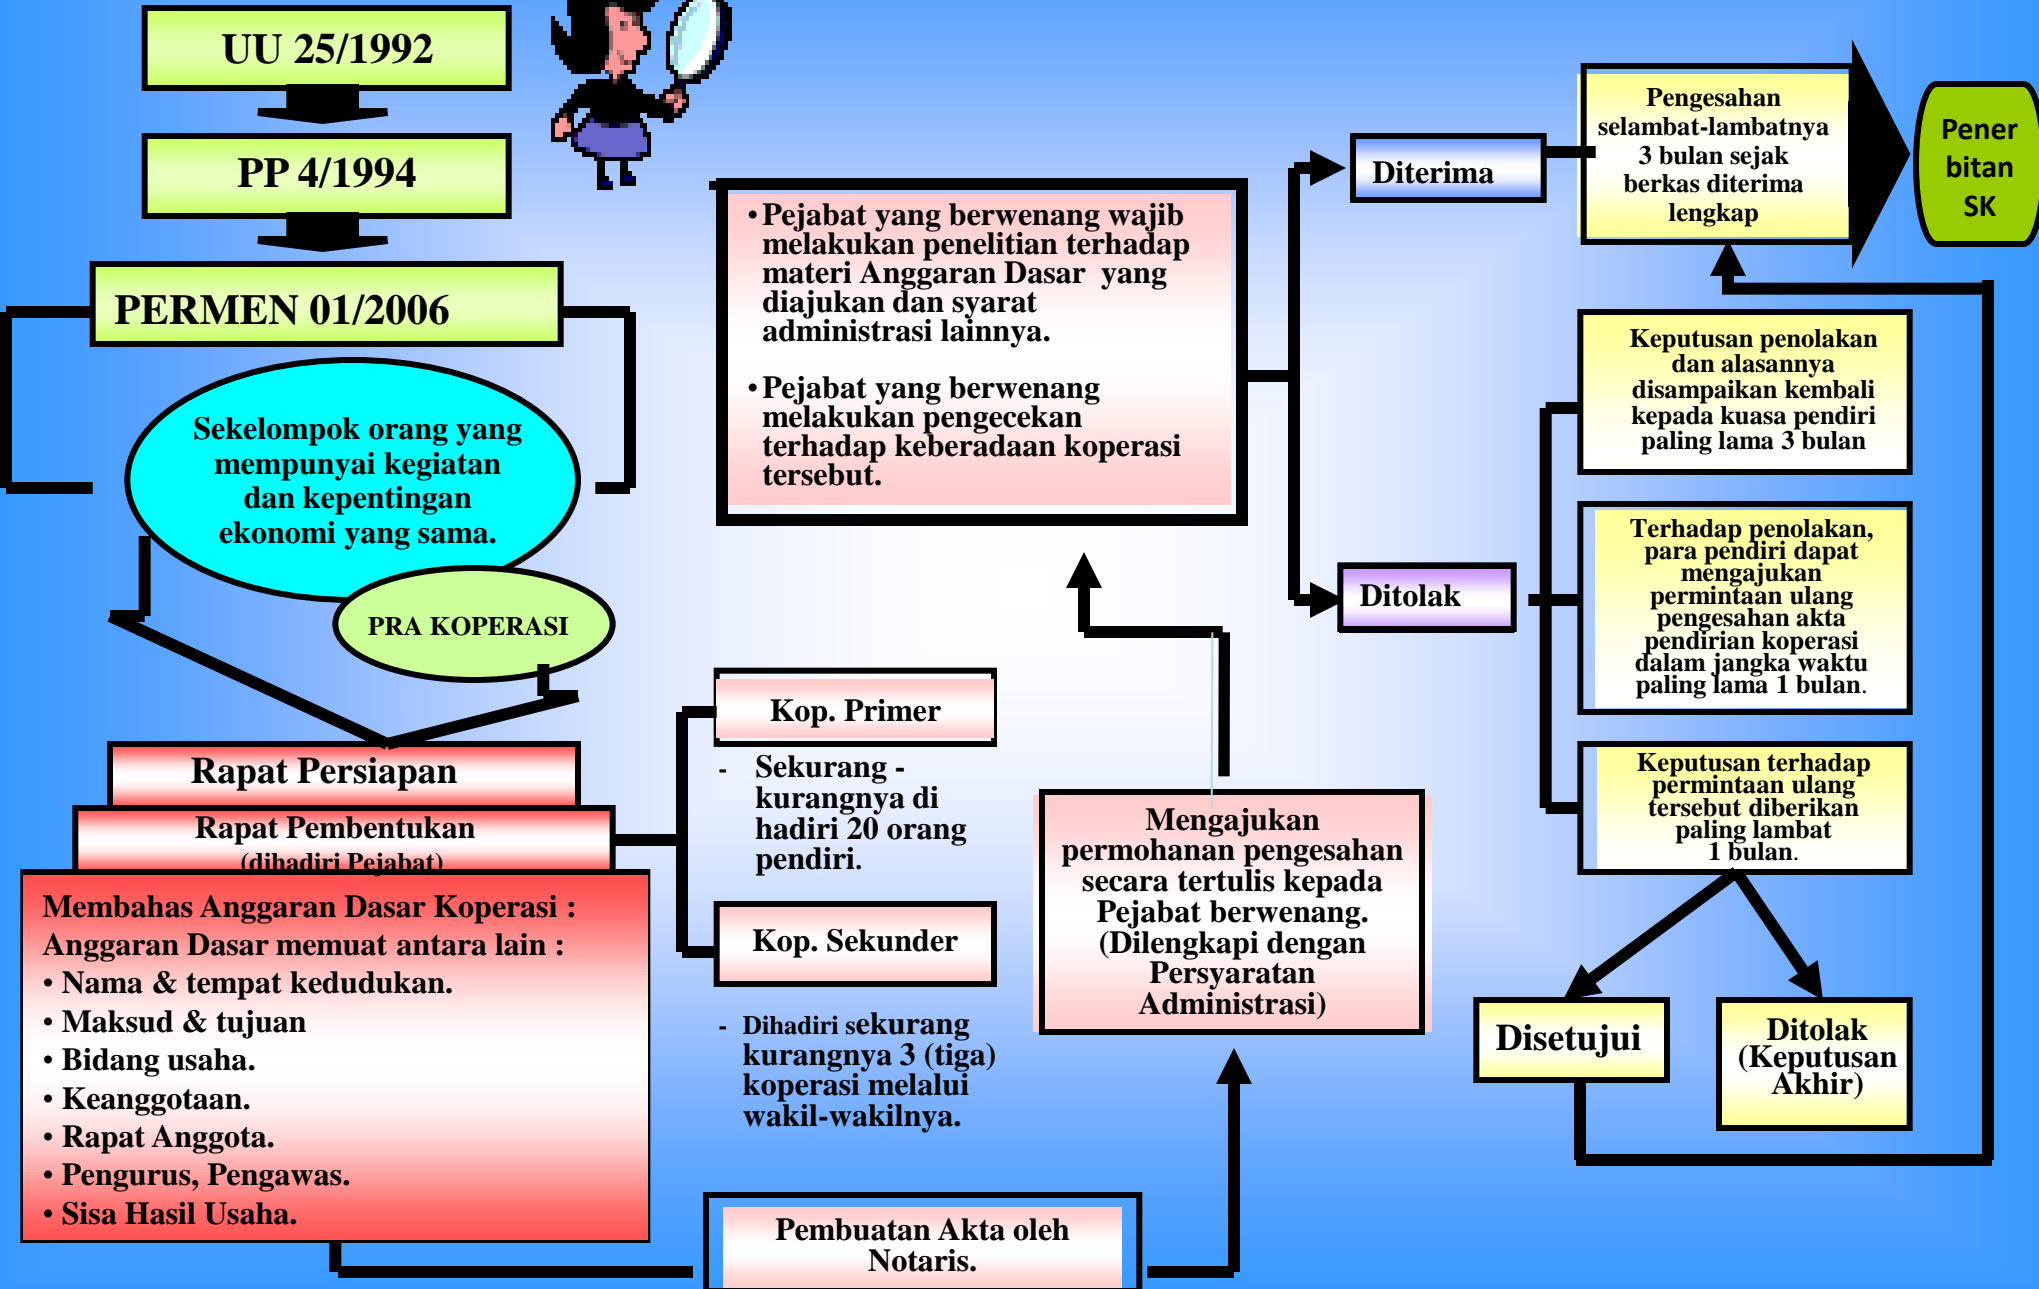 UU 25/1992
PP 4/1994
PERMEN 01/2006
Sekelompok orang yang
mempunyai kegiatan
dan kepentingan
ekonomi yang sama.
PRA KOPERASI
Rapat Persiapan
Rapat Pembentukan
(dihadiri Pejabat)
Membahas Anggaran Dasar Koperasi :
Anggaran Dasar memuat antara lain :
• Nama & tempat kedudukan.
• Maksud & tujuan
• Bidang usaha.
• Keanggotaan.
• Rapat Anggota.
• Pengurus, Pengawas.
• Sisa Hasil Usaha.
Kop. Primer
- Sekurang -
kurangnya di
hadiri 20 orang
pendiri.
Kop. Sekunder
- Dihadiri sekurang
kurangnya 3 (tiga)
koperasi melalui
wakil-wakilnya.
Pembuatan Akta oleh
Notaris.
Mengajukan
permohanan pengesahan
secara tertulis kepada
Pejabat berwenang.
(Dilengkapi dengan
Persyaratan
Administrasi)
• Pejabat yang berwenang wajib
melakukan penelitian terhadap
materi Anggaran Dasar yang
diajukan dan syarat
administrasi lainnya.
• Pejabat yang berwenang
melakukan pengecekan
terhadap keberadaan koperasi
tersebut.
Diterima
Pengesahan
selambat-lambatnya
3 bulan sejak
berkas diterima
lengkap
Pener
bitan
SK
Ditolak
Keputusan penolakan
dan alasannya
disampaikan kembali
kepada kuasa pendiri
paling lama 3 bulan
Terhadap penolakan,
para pendiri dapat
mengajukan
permintaan ulang
pengesahan akta
pendirian koperasi
dalam jangka waktu
paling lama 1 bulan.
Keputusan terhadap
permintaan ulang
tersebut diberikan
paling lambat
1 bulan.
Disetujui
Ditolak
(Keputusan
Akhir)